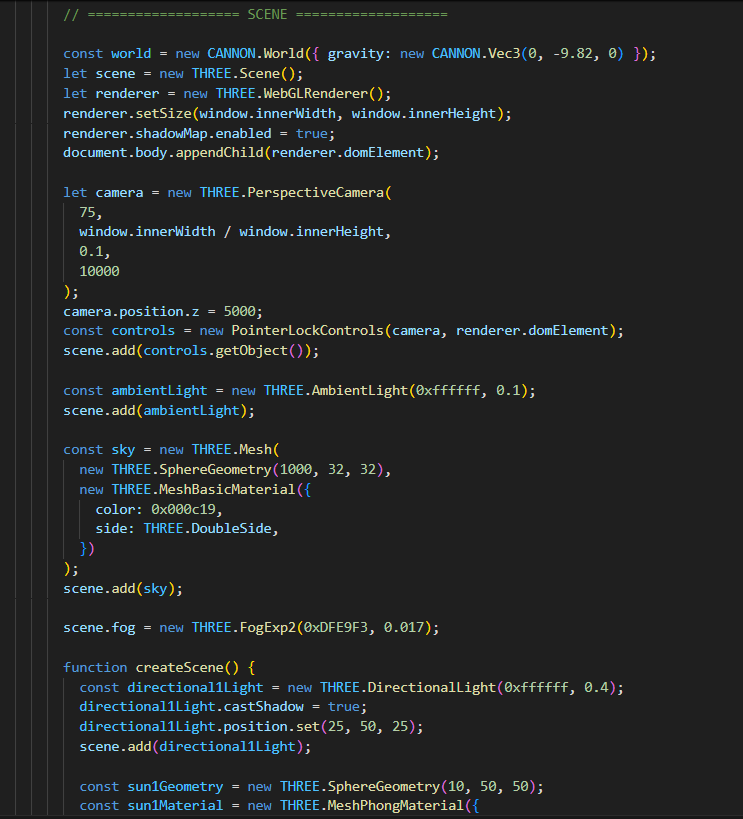 // =================== SCENE ===================
const world = new CANNON.World({ gravity: new CANNON.Vec3(0, -9.82, 0) });
let scene = new THREE.Scene();
let renderer = new THREE.WebGLRenderer();
renderer.setSize(window.innerWidth, window.innerHeight);
renderer.shadowMap.enabled = true;
document.body.appendChild(renderer.domElement);
let camera = new THREE.PerspectiveCamera(
75,
window.innerWidth / window.innerHeight,
0.1,
10000
);
camera.position.z = 5000;
const controls = new PointerLockControls(camera, renderer.domElement);
scene.add(controls.getObject());
const ambientLight = new THREE.AmbientLight(0xffffff, 0.1);
scene.add(ambientLight);
const sky = new THREE.Mesh(
new THREE.SphereGeometry(1000, 32, 32),
new THREE.MeshBasicMaterial({
color: 0x000c19,
side: THREE.DoubleSide,
})
);
scene.add(sky);
scene.fog = new THREE.FogExp2(0xDFE9F3, 0.017);
function createScene() {
const directional1Light = new THREE.DirectionalLight(0xffffff, 0.4);
directional1Light.castShadow = true;
directional1Light.position.set(25, 50, 25);
scene.add(directional1Light);
const sun1Geometry = new THREE.SphereGeometry(10, 50, 50);
const sun1Material = new THREE.MeshPhongMaterial({